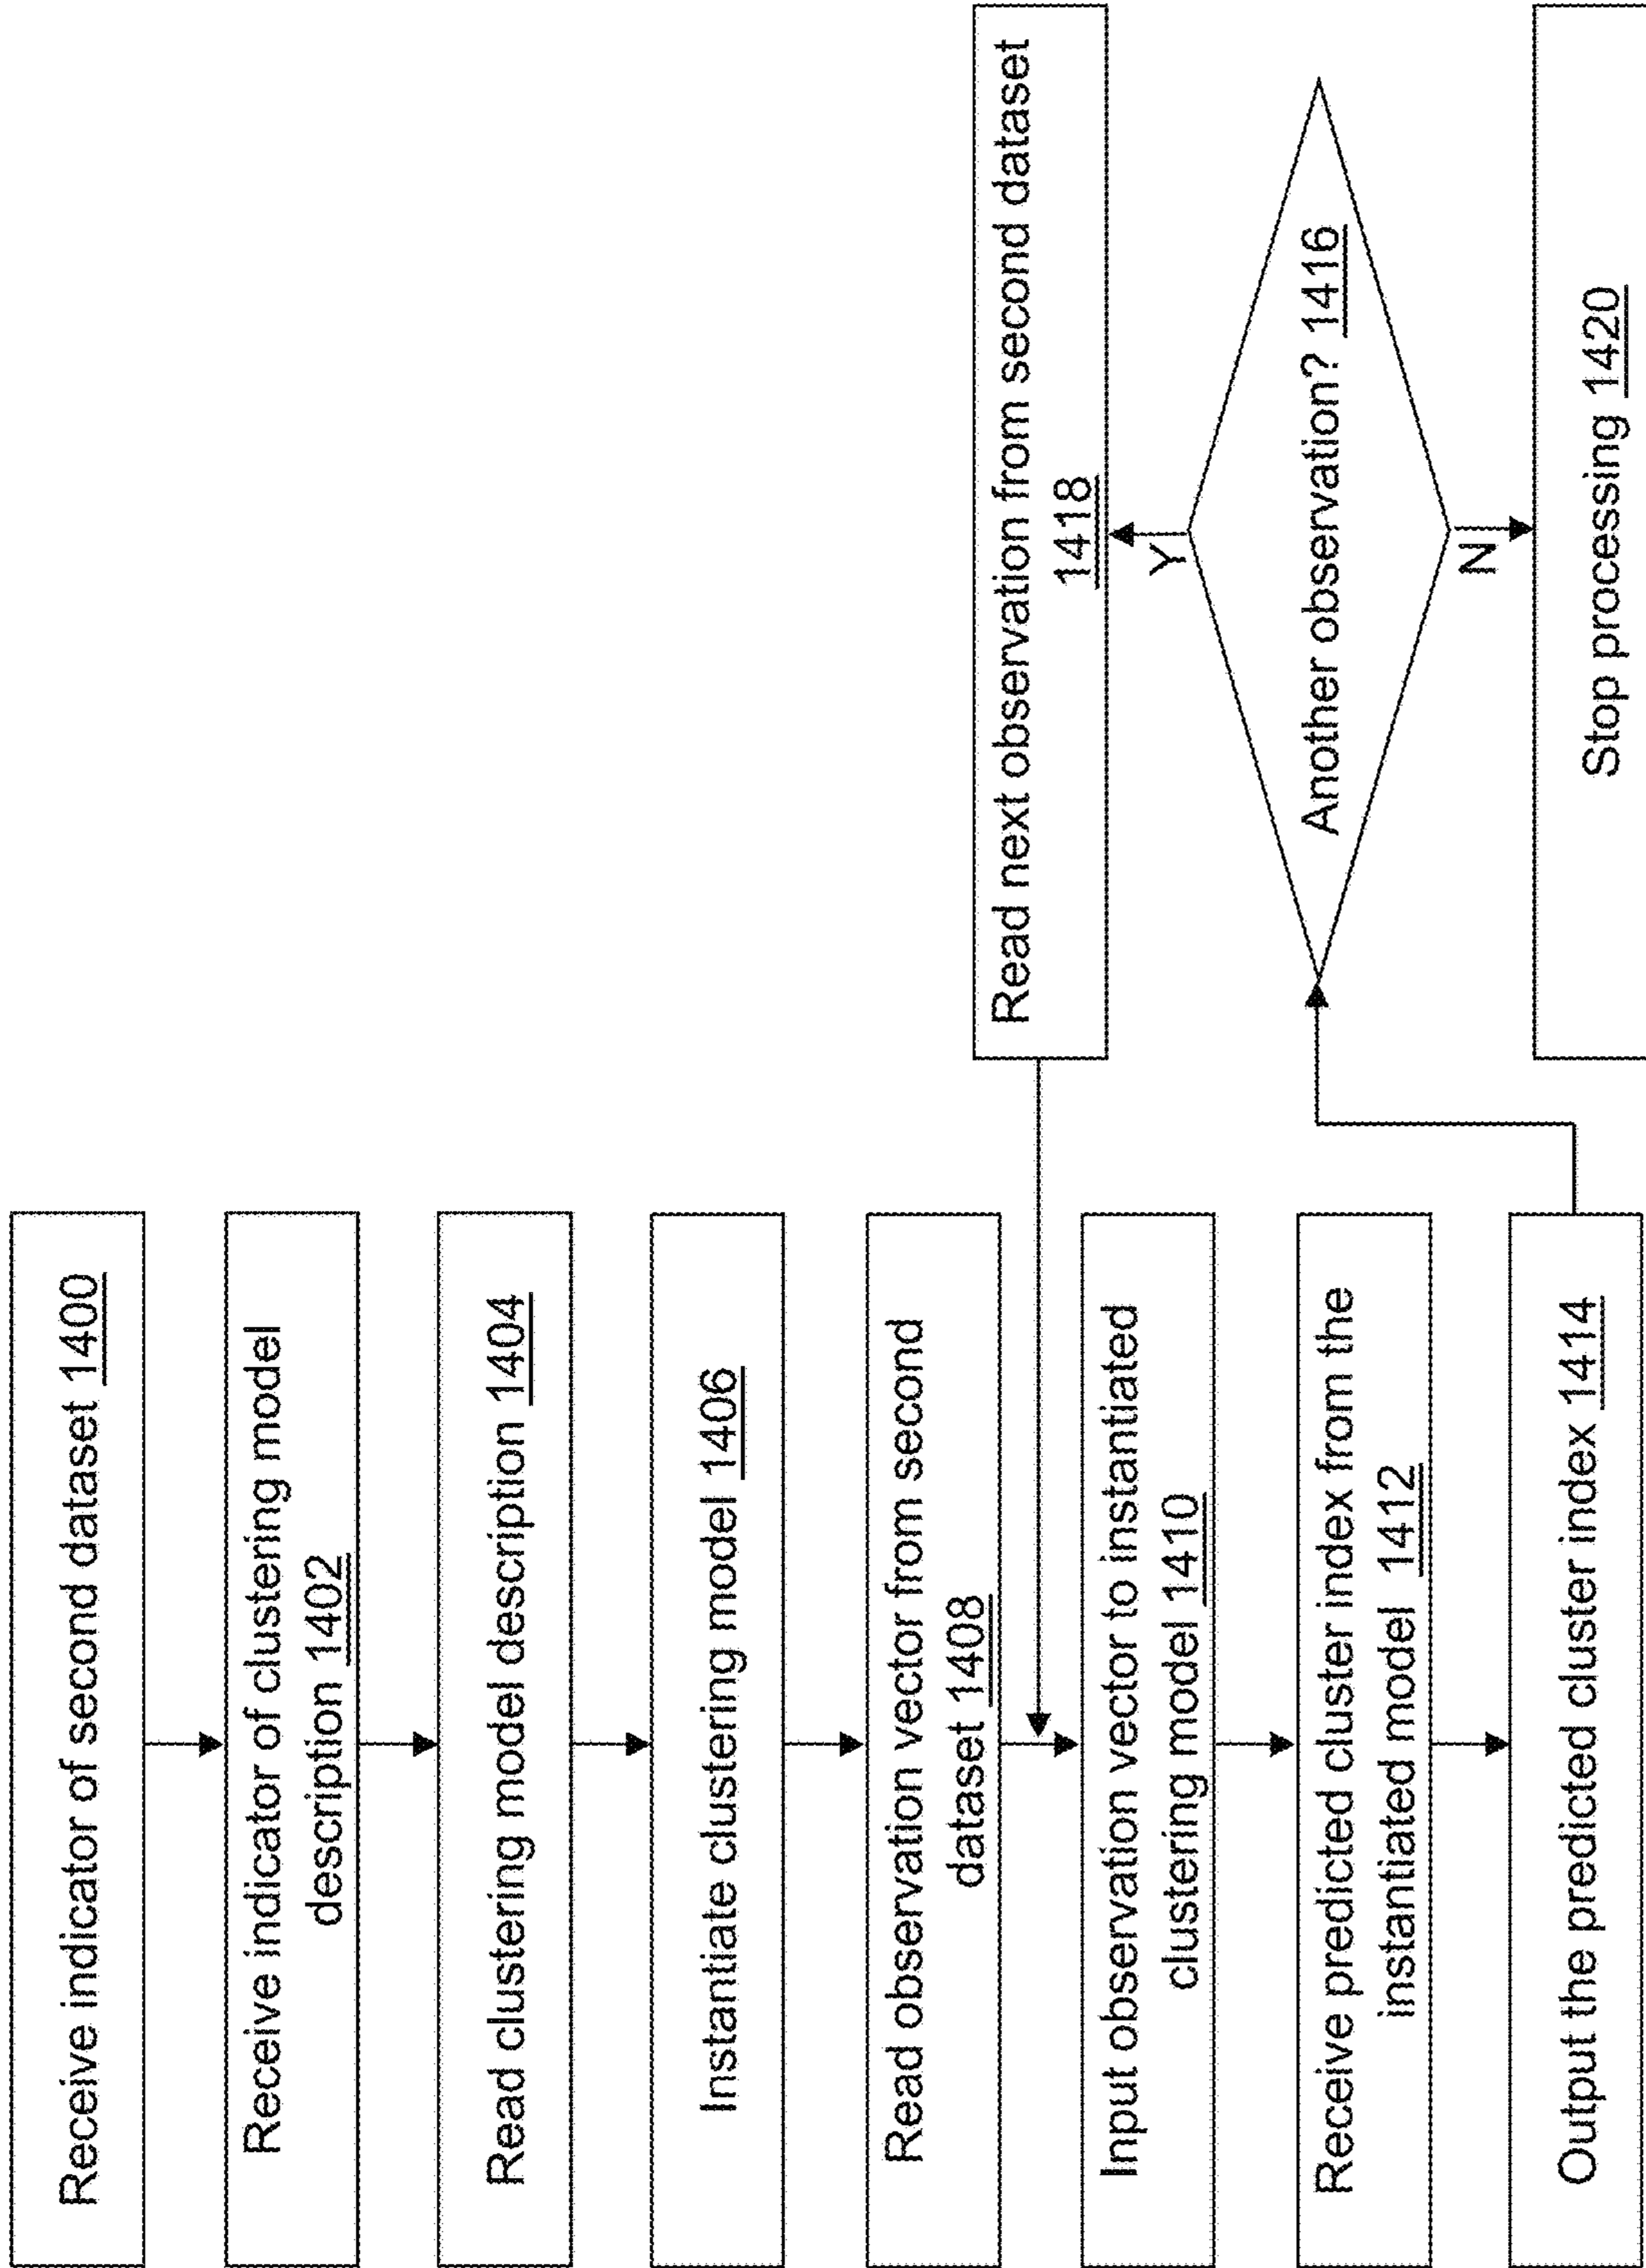 Receive indicator of second dataset 1400
Receive indicator of clustering model
description 1402
Read clustering model description 1404
Instantiate clustering model 1406
Read observation vector from second
dataset 1408
Input observation vector to instantiated
clustering model 1410
Receive predicted cluster index from the
instantiated model 1412
Output the predicted cluster index 1414
Read next observation from second dataset
1418
Y
Another observation? 1416
N
Stop processing 1420